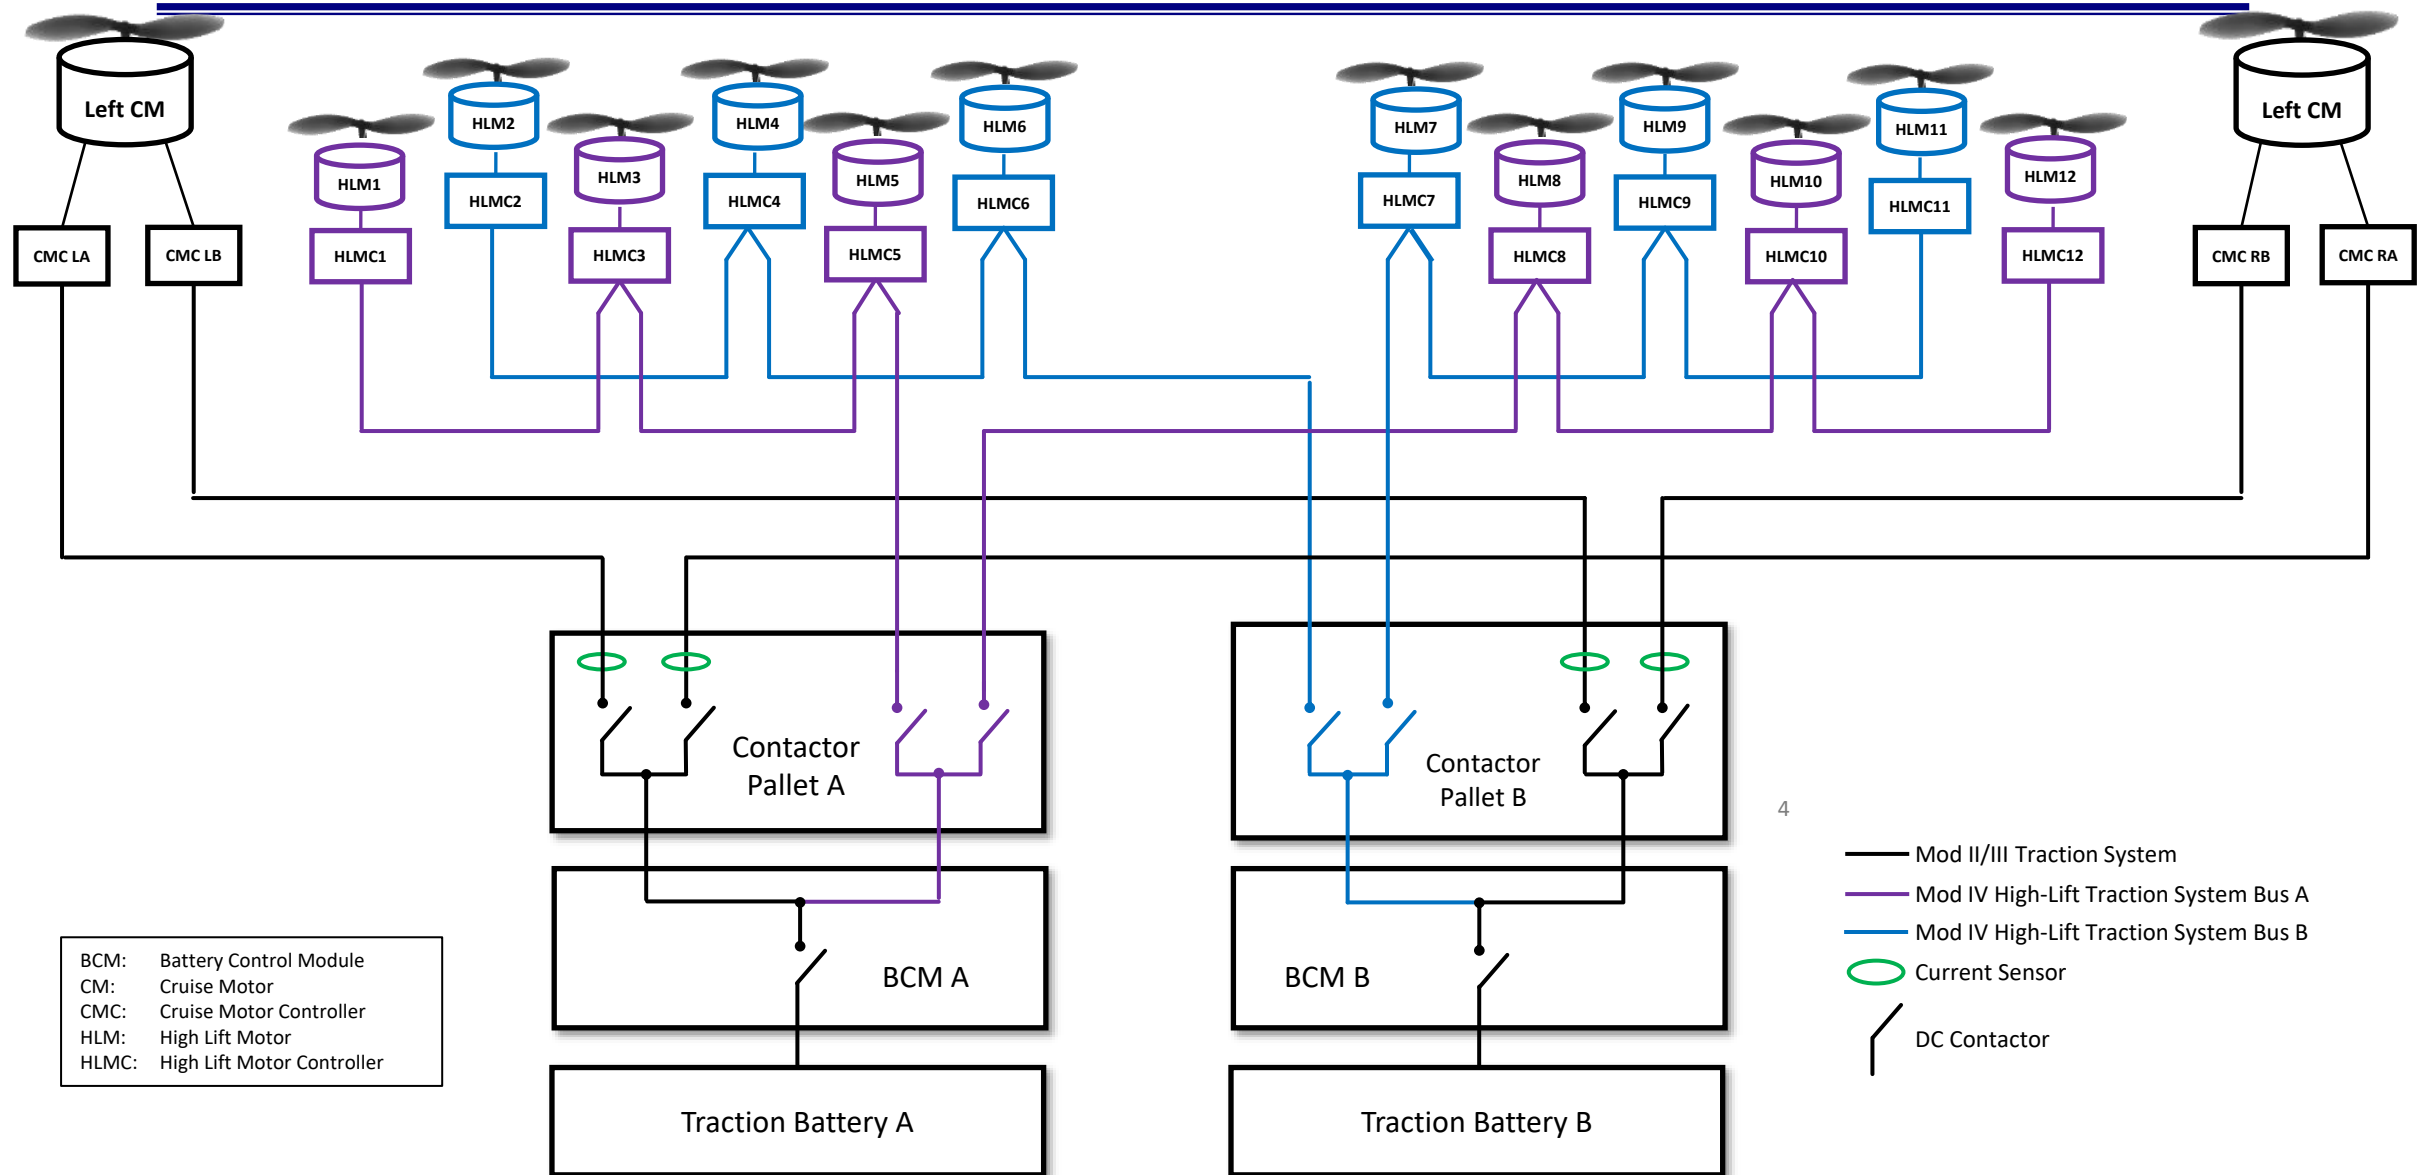 Left CM
Left CM
HLM2
HLM4
HLM6
HLM7
HLM9
HLM11
HLM1
HLM3
HLM5
HLM8
HLM10
HLM12
HLMC2
HLMC4
HLMC6
HLMC7
HLMC9
HLMC11
CMC LA
CMC LB
HLMC1
HLMC3
HLMC5
HLMC8
HLMC10
HLMC12
CMC RB
CMC RA
Contactor
Pallet A
Contactor
Pallet B
4
Mod II/III Traction System
Mod IV High-Lift Traction System Bus A
Mod IV High-Lift Traction System Bus B
Current Sensor
DC Contactor
BCM A
BCM B
BCM: Battery Control Module
CM: Cruise Motor
CMC: Cruise Motor Controller
HLM: High Lift Motor
HLMC: High Lift Motor Controller
Traction Battery A
Traction Battery B